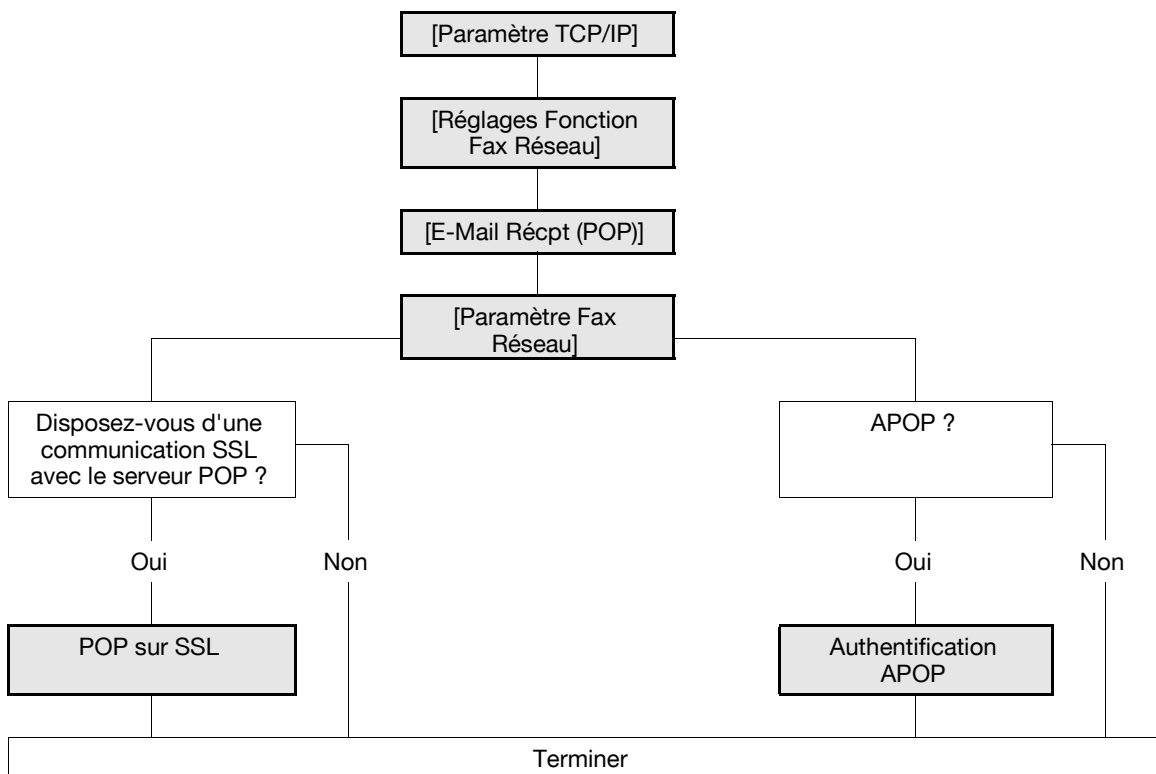 [Paramètre TCP/IP]
[Réglages Fonction
Fax Réseau]
[E-Mail Récpt (POP)]
[Paramètre Fax
Réseau]
Disposez-vous d'une
communication SSL
avec le serveur POP ?
APOP ?
Oui
Non
Oui
Non
POP sur SSL
Authentification
APOP
Terminer